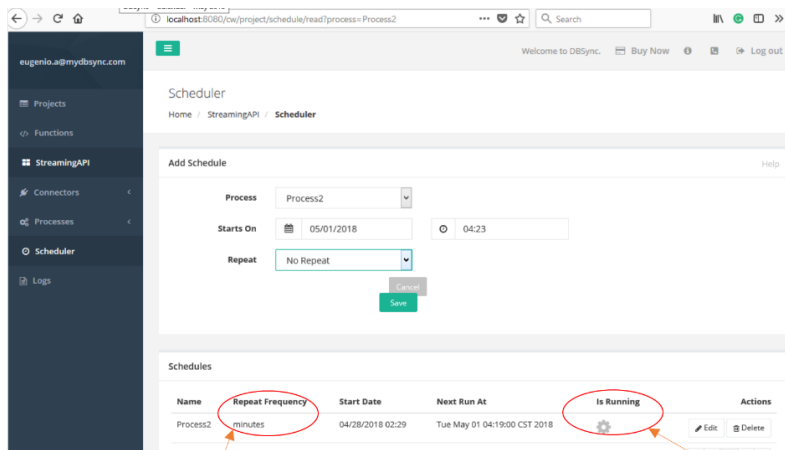 localhost:8080/cw/project/schedule/read?process=Process2
Search
eugenio.a@mydbsync.com
Welcome to DBSync.
Buy Now
Log out
Projects
Functions
StreamingAPI
Connectors
Processes
Scheduler
Logs
Scheduler
Home / StreamingAPI / Scheduler
Add Schedule
Help
Process
Process2
Starts On
05/01/2018
04:23
Repeat
No Repeat
Cancel
Save
Schedules
Name Repeat Frequency Start Date Next Run At Is Running Actions
Process2 minutes 04/28/2018 02:29 Tue May 01 04:19:00 CST 2018 Edit Delete